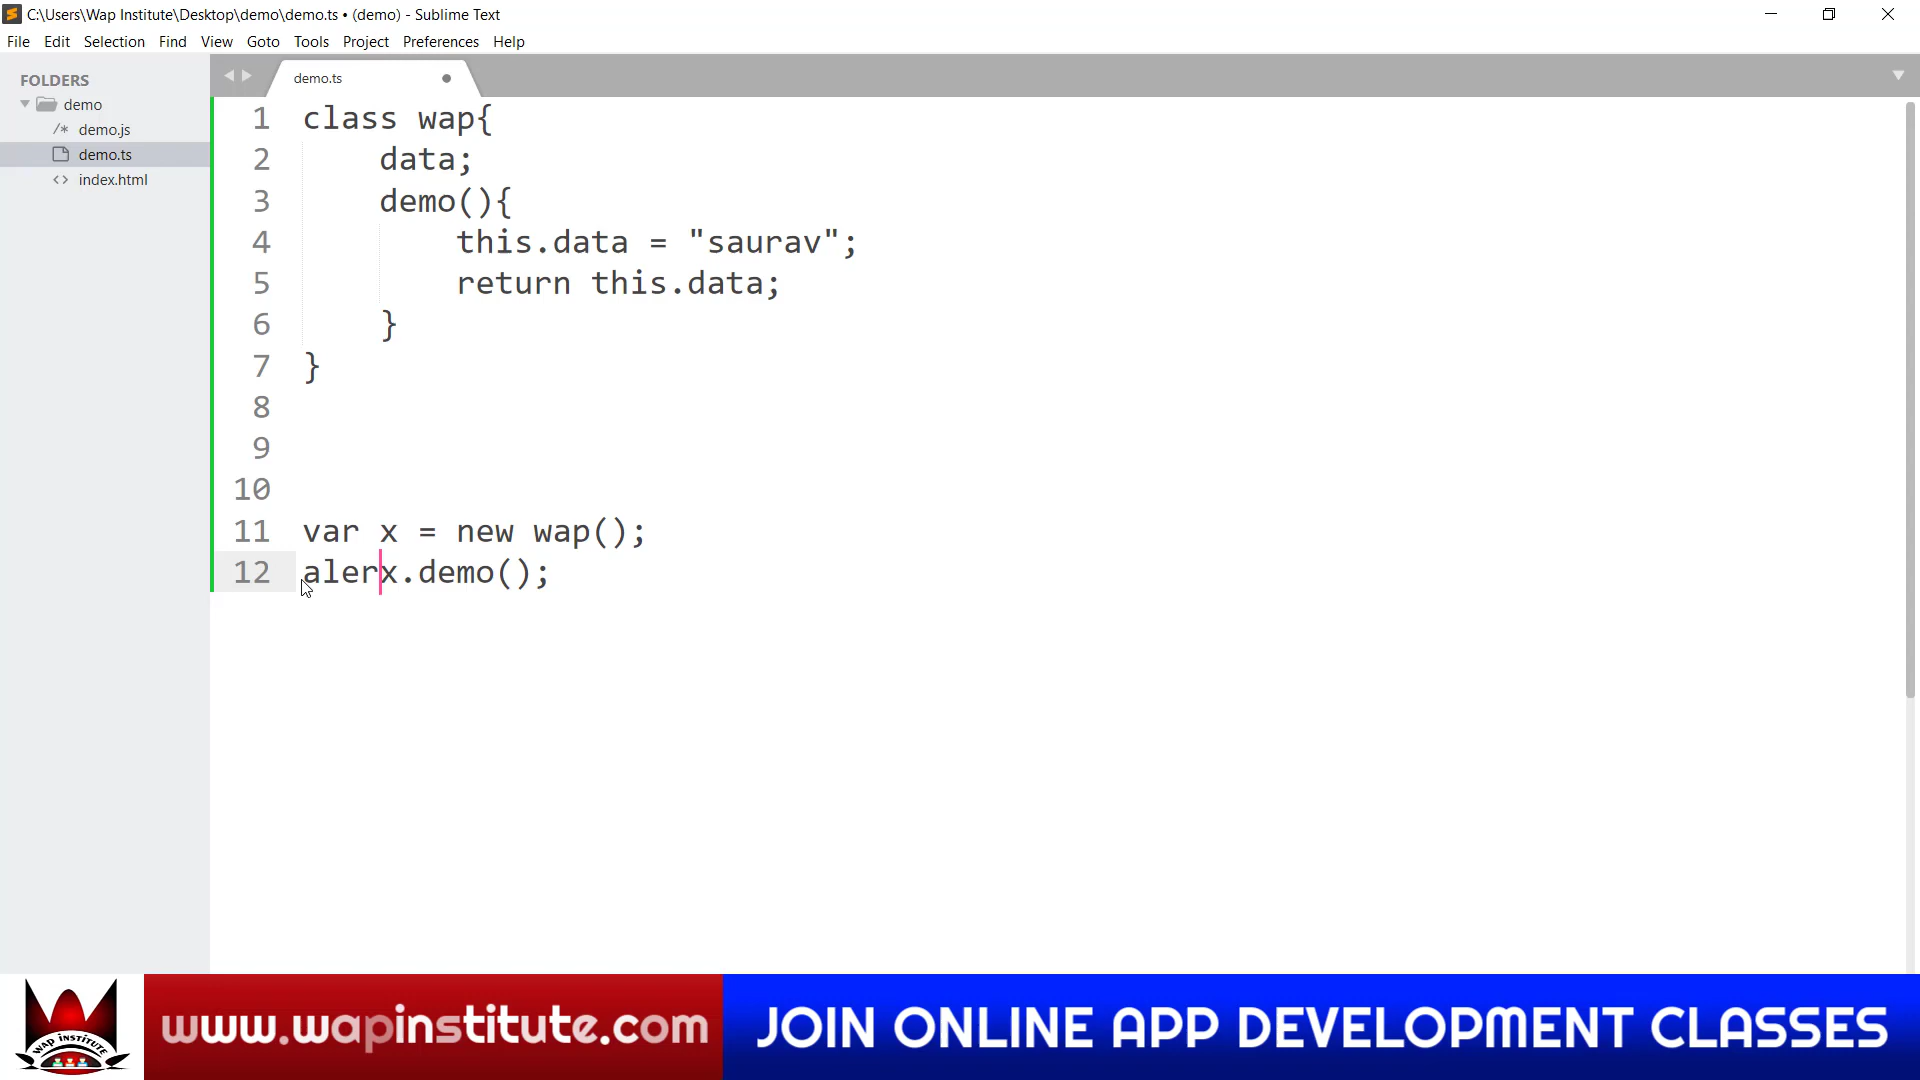 C:\Users\Wap Institute\Desktop\demo\demo.ts • (demo) - Sublime Text
File Edit Selection Find View Goto Tools Project Preferences Help
FOLDERS
demo
/* demo.js
demo.ts
<> index.html
demo.ts
1 class wap{
2 data;
3 demo(){
4 this.data = "saurav";
5 return this.data;
6 }
7 }
8
9
10
11 var x = new wap();
12 alerx.demo();
WAP INSTITUTE
www.wapinstitute.com
JOIN ONLINE APP DEVELOPMENT CLASSES